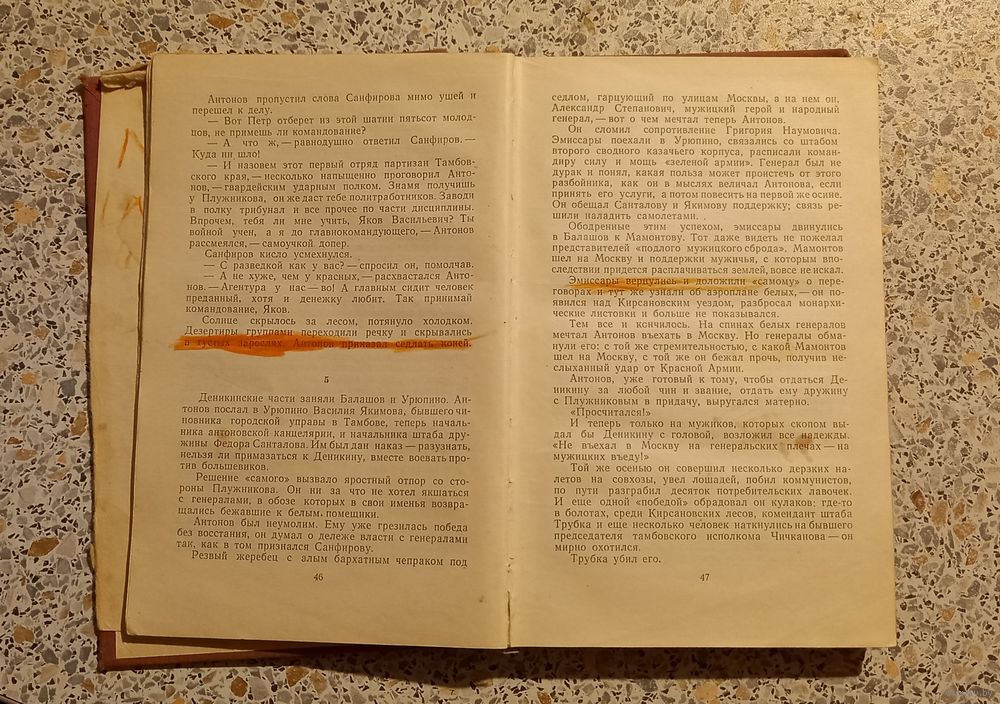 Антонов пропустил слова Санфирова мимо ушей и
перешел к делу.
— Вот Петр отберет из этой шатии пятьсот молод-
цов, не примешь ли командование?
— А что ж,— равнодушно ответил Санфиров.—
Куда ни шло!
— И назовем этот первый отряд партизан Тамбов-
ского края,— несколько напыщенно проговорил Анто-
нов,— гвардейским ударным полком. Знамя получишь
у Плужникова, он же даст тебе политработников. Заводи
в полку трибунал и все прочее по части дисциплины.
Впрочем, тебя ли мне учить, Яков Васильевич? Ты
войной учен, а я до главнокомандующего,— Антонов
рассмеялся,— самоучкой допер.
Санфиров кисло усмехнулся.
— С разведкой как у вас? — спросил он, помолчав.
— А не хуже, чем у красных,— расхвастался Анто-
нов.— Агентура у нас — во! А главным сидит человек
преданный, хотя и денежку любит. Так принимай
командование, Яков.
Солнце скрылось за лесом, потянуло холодком.
Дезертиры группами переходили речку и скрывались
в густых зарослях. Антонов приказал седлать коней.
5
Деникинские части заняли Балашов и Урюпино. Ан-
тонов послал в Урюпино Василия Якимова, бывшего чи-
новника городской управы в Тамбове, теперь началь-
ника антоновской канцелярии, и начальника штаба дру-
жины Федора Санталова. Им был дан наказ — разузнать,
нельзя ли примазаться к Деникину, вместе воевать про-
тив большевиков.
Решение «самого» вызвало яростный отпор со сто-
роны Плужникова. Он ни за что не хотел якшаться
с генералами, в обозе которых в свои именья возвра-
щались бежавшие к белым помещики.
Антонов был неумолим. Ему уже грезилась победа
без восстания, он думал о дележе власти с генералами
так, как в том признался Санфирову.
Резвый жеребец с алым бархатным чепраком под
46
седлом, гарцующий по улицам Москвы, а на нем он,
Александр Степанович, мужицкий герой и народный
генерал,— вот о чем мечтал теперь Антонов.
Он сломил сопротивление Григория Наумовича.
Эмиссары поехали в Урюпино, связались со штабом
второго сводного казачьего корпуса, расписали коман-
диру силу и мощь «зеленой армии». Генерал был не
дурак и понял, какая польза может проистечь от этого
разбойника, как он в мыслях величал Антонова, если
принять его услуги, а потом повесить на первой же осине.
Он обещал Санталову и Якимову поддержку; связь ре-
шили наладить самолетами.
Ободренные этим успехом, эмиссары двинулись
в Балашов к Мамонтову. Тот даже видеть не пожелал
представителей «подлого мужицкого сброда». Мамонтов
шел на Москву и поддержки мужичья, с которым впо-
следствии придется расплачиваться землей, вовсе не искал.
Эмиссары вернулись и доложили «самому» о пере-
говорах и тут же узнали об аэроплане белых,— он по-
явился над Кирсановским уездом, разбросал монархи-
ческие листовки и больше не показывался.
Тем все и кончилось. На спинах белых генералов
мечтал Антонов въехать в Москву. Но генералы обма-
нули его: с той же стремительностью, с какой Мамонтов
шел на Москву, с той же он бежал прочь, получив не-
слыханный удар от Красной Армии.
Антонов, уже готовый к тому, чтобы отдаться Де-
никину за любой чин и звание, отдать ему дружину
с Плужниковым в придачу, выругался матерно.
«Просчитался!»
И теперь только на мужиков, которых скопом вы-
дал бы Деникину с головой, возложил все надежды.
«Не въехал в Москву на генеральских плечах — на
мужицких въеду!»
Той же осенью он совершил несколько дерзких на-
летов на совхозы, увел лошадей, побил коммунистов,
по пути разграбил десяток потребительских лавочек.
И еще одной «победой» обрадовал он кулаков: где-то
в болотах, среди Кирсановских лесов, комендант штаба
Трубка и еще несколько человек наткнулись на бывшего
председателя тамбовского исполкома Чичканова — он
мирно охотился.
Трубка убил его.
47